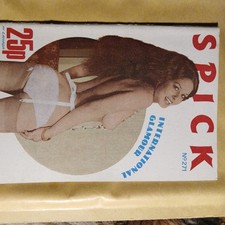 SPICK
No 271
INTERNATIONAL
GLAMOUR
25p